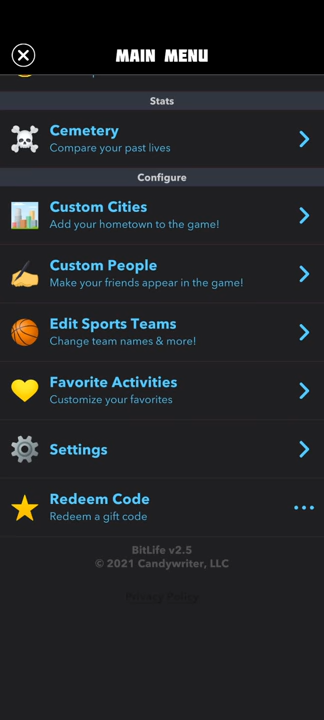 MAIN MENU
Stats
Cemetery
Compare your past lives
Configure
Custom Cities
Add your hometown to the game!
Custom People
Make your friends appear in the game!
Edit Sports Teams
Change team names & more!
Favorite Activities
Customize your favorites
Settings
Redeem Code
Redeem a gift code
BitLife v2.5
© 2021 Candywriter, LLC
Privacy Policy